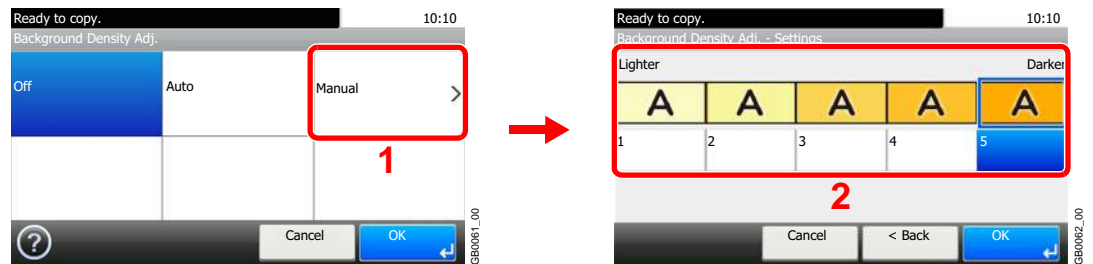 Ready to copy. 10:10
Background Density Adj.
Off Auto Manual
1
Cancel OK
GB0061_00
Ready to copy. 10:10
Background Density Adj. - Settings
Lighter Darker
A A A A A
1 2 3 4 5
2
Cancel < Back OK
GB0062_00